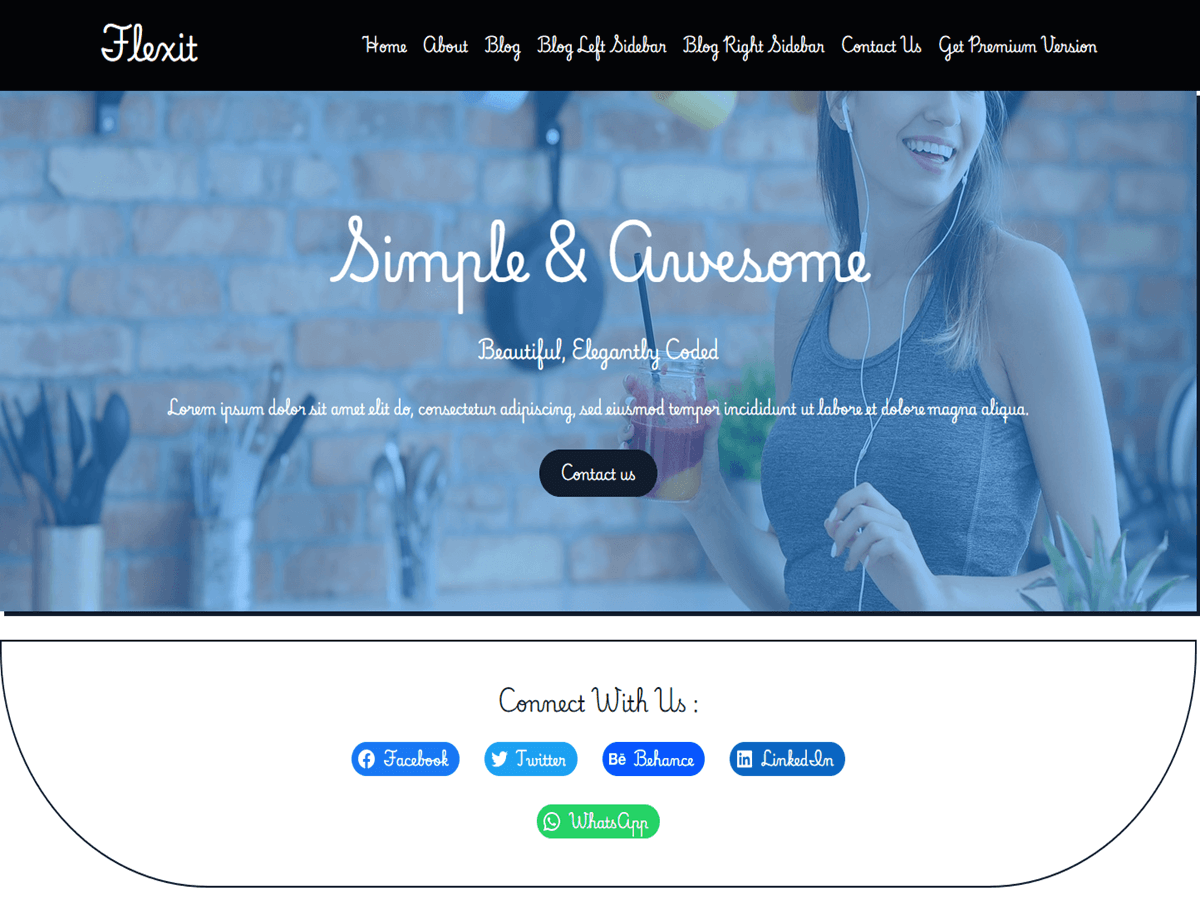 Flexit
Home About Blog Blog Left Sidebar Blog Right Sidebar Contact Us Get Premium Version
Simple & Awesome
Beautiful, Elegantly Coded
Lorem ipsum dolor sit amet elit do, consectetur adipiscing, sed eiusmod tempor incididunt ut labore et dolore magna aliqua.
Contact us
Connect With Us :
Facebook Twitter Bē Behance in LinkedIn
WhatsApp